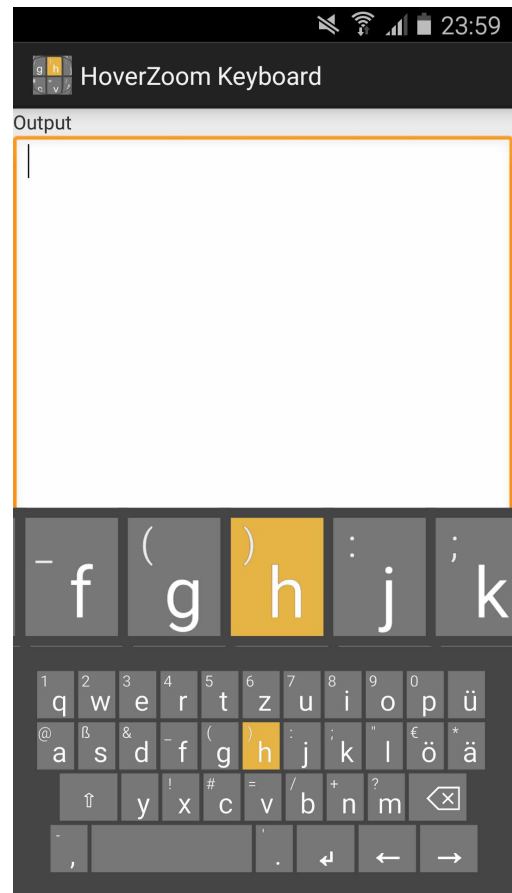 23:59
HoverZoom Keyboard
Output
_ f ( g ) h : j ; k
1 q 2 w 3 e 4 r 5 t 6 z 7 u 8 i 9 o 0 p ü
@ a ß s & d _ f ( g ) h : j ; k " l € ö * ä
⇧ y ! x # c = v / b + n ? m ⌫
- , ' . ↲ ← →